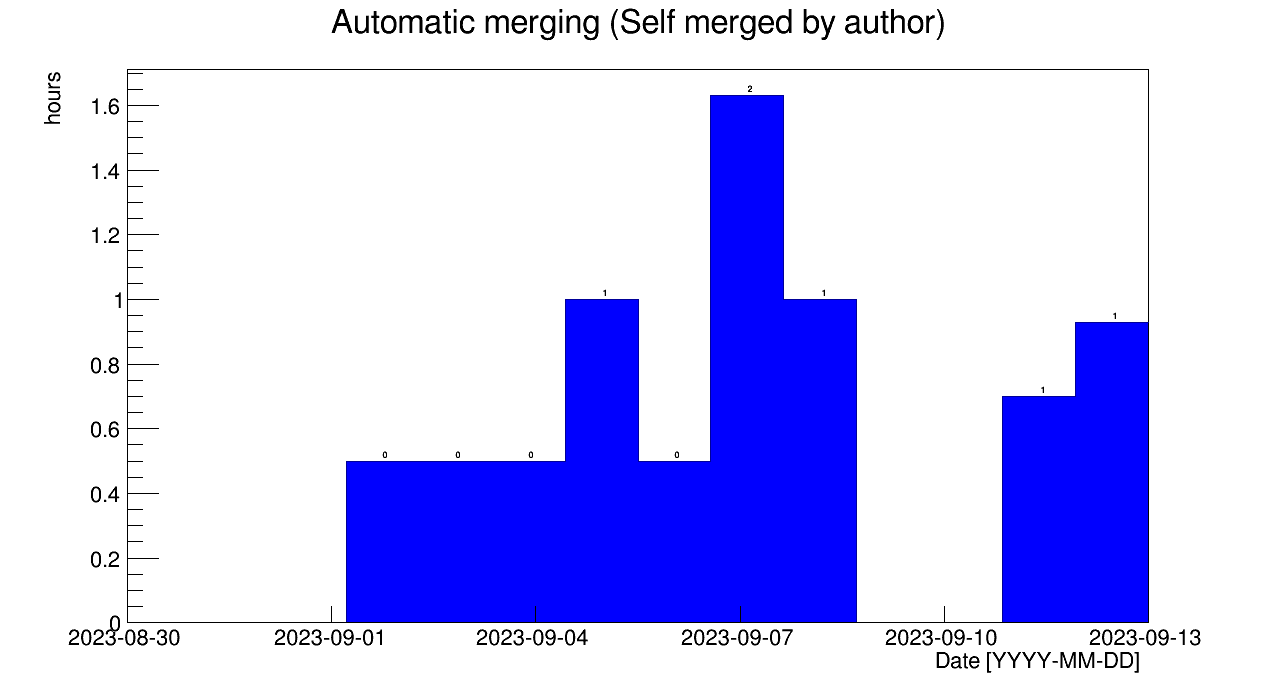 Automatic merging (Self merged by author)
hours
1.6
1.4
1.2
1
0.8
0.6
0.4
0.2
0
0 0 0 1 0 2 1 1 1
2023-08-30 2023-09-01 2023-09-04 2023-09-07 2023-09-10 2023-09-13
Date [YYYY-MM-DD]